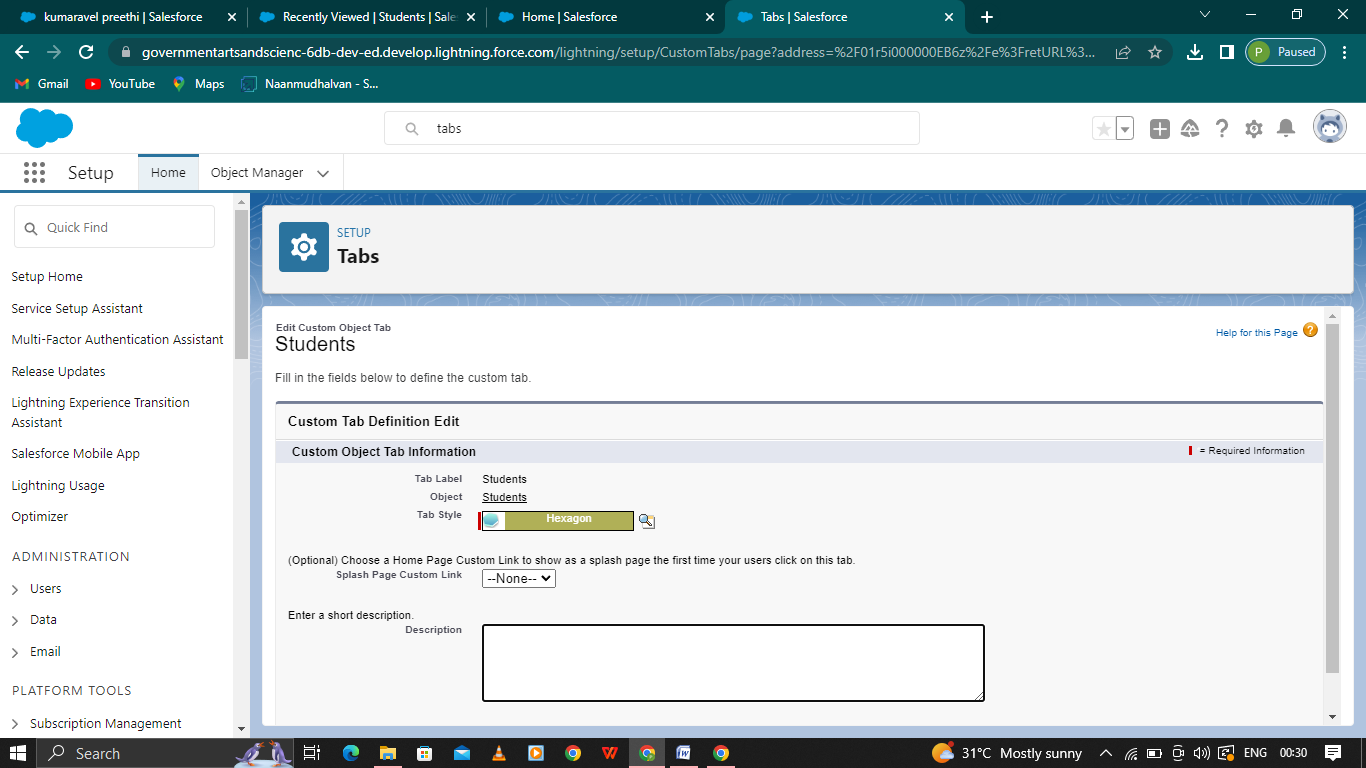 kumaravel preethi | Salesforce
Recently Viewed | Students | Sale
Home | Salesforce
Tabs | Salesforce
governmentartsandscienc-6db-dev-ed.develop.lightning.force.com/lightning/setup/CustomTabs/page?address=%2F01r5i000000EB6z%2Fe%3FretURL%3...
P Paused
Gmail
YouTube
Maps
Naanmudhalvan - S...
tabs
Setup
Home
Object Manager
Quick Find
Setup Home
Service Setup Assistant
Multi-Factor Authentication Assistant
Release Updates
Lightning Experience Transition
Assistant
Salesforce Mobile App
Lightning Usage
Optimizer
ADMINISTRATION
Users
Data
Email
PLATFORM TOOLS
Subscription Management
SETUP
Tabs
Edit Custom Object Tab
Students
Help for this Page ?
Fill in the fields below to define the custom tab.
Custom Tab Definition Edit
Custom Object Tab Information
= Required Information
Tab Label Students
Object Students
Tab Style Hexagon
(Optional) Choose a Home Page Custom Link to show as a splash page the first time your users click on this tab.
Splash Page Custom Link --None--
Enter a short description.
Description
Search
31°C Mostly sunny
ENG
00:30